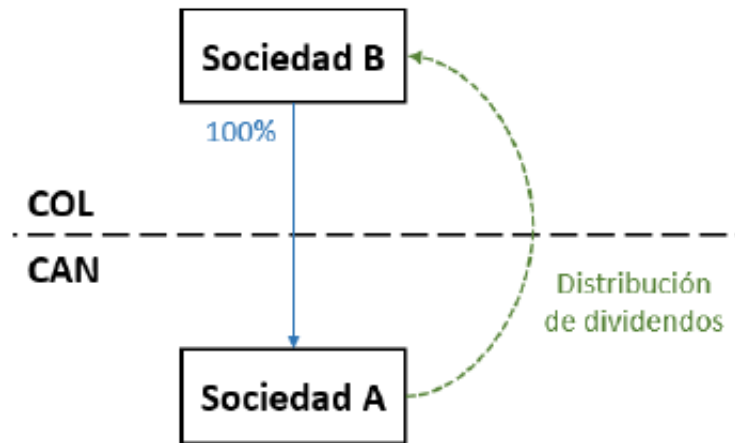 Sociedad B
100%
COL
CAN
Distribución
de dividendos
Sociedad A